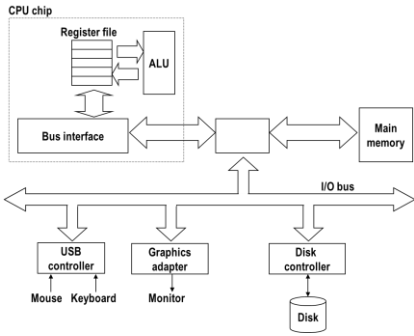 CPU chip
Register file
ALU
Bus interface
Main
memory
I/O bus
USB
controller
Graphics
adapter
Disk
controller
Mouse
Keyboard
Monitor
Disk